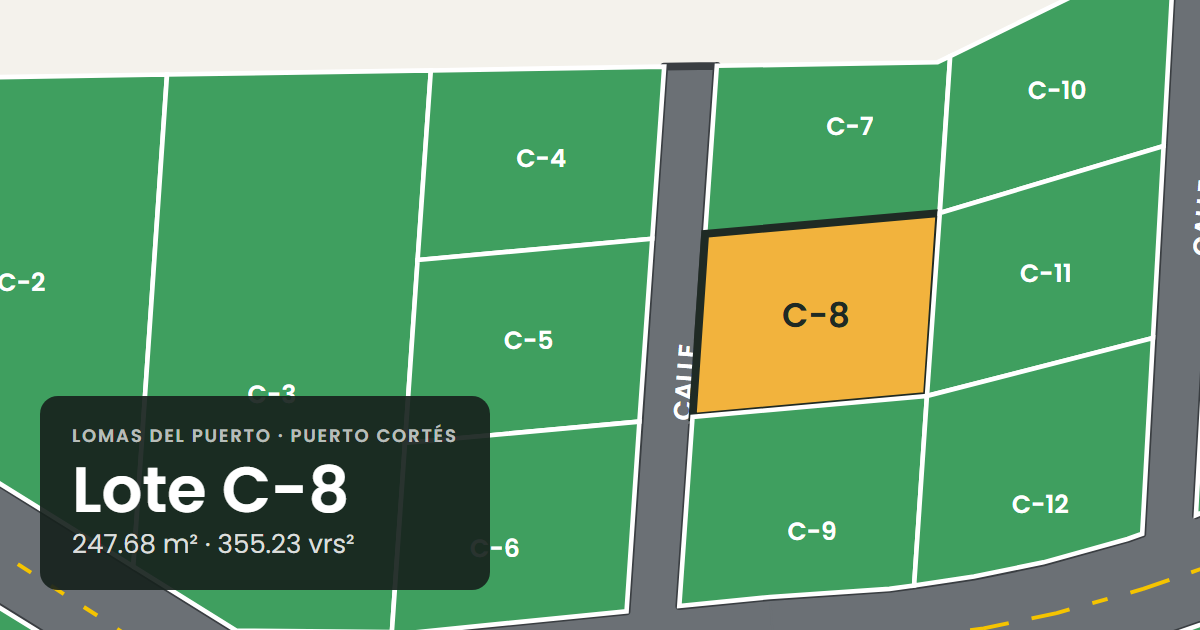 C-10
C-7
C-4
C-11
C-2
C-8
C-5
CALLE
C-3
LOMAS DEL PUERTO · PUERTO CORTÉS
Lote C-8
247.68 m² · 355.23 vrs²
C-12
C-9
C-6